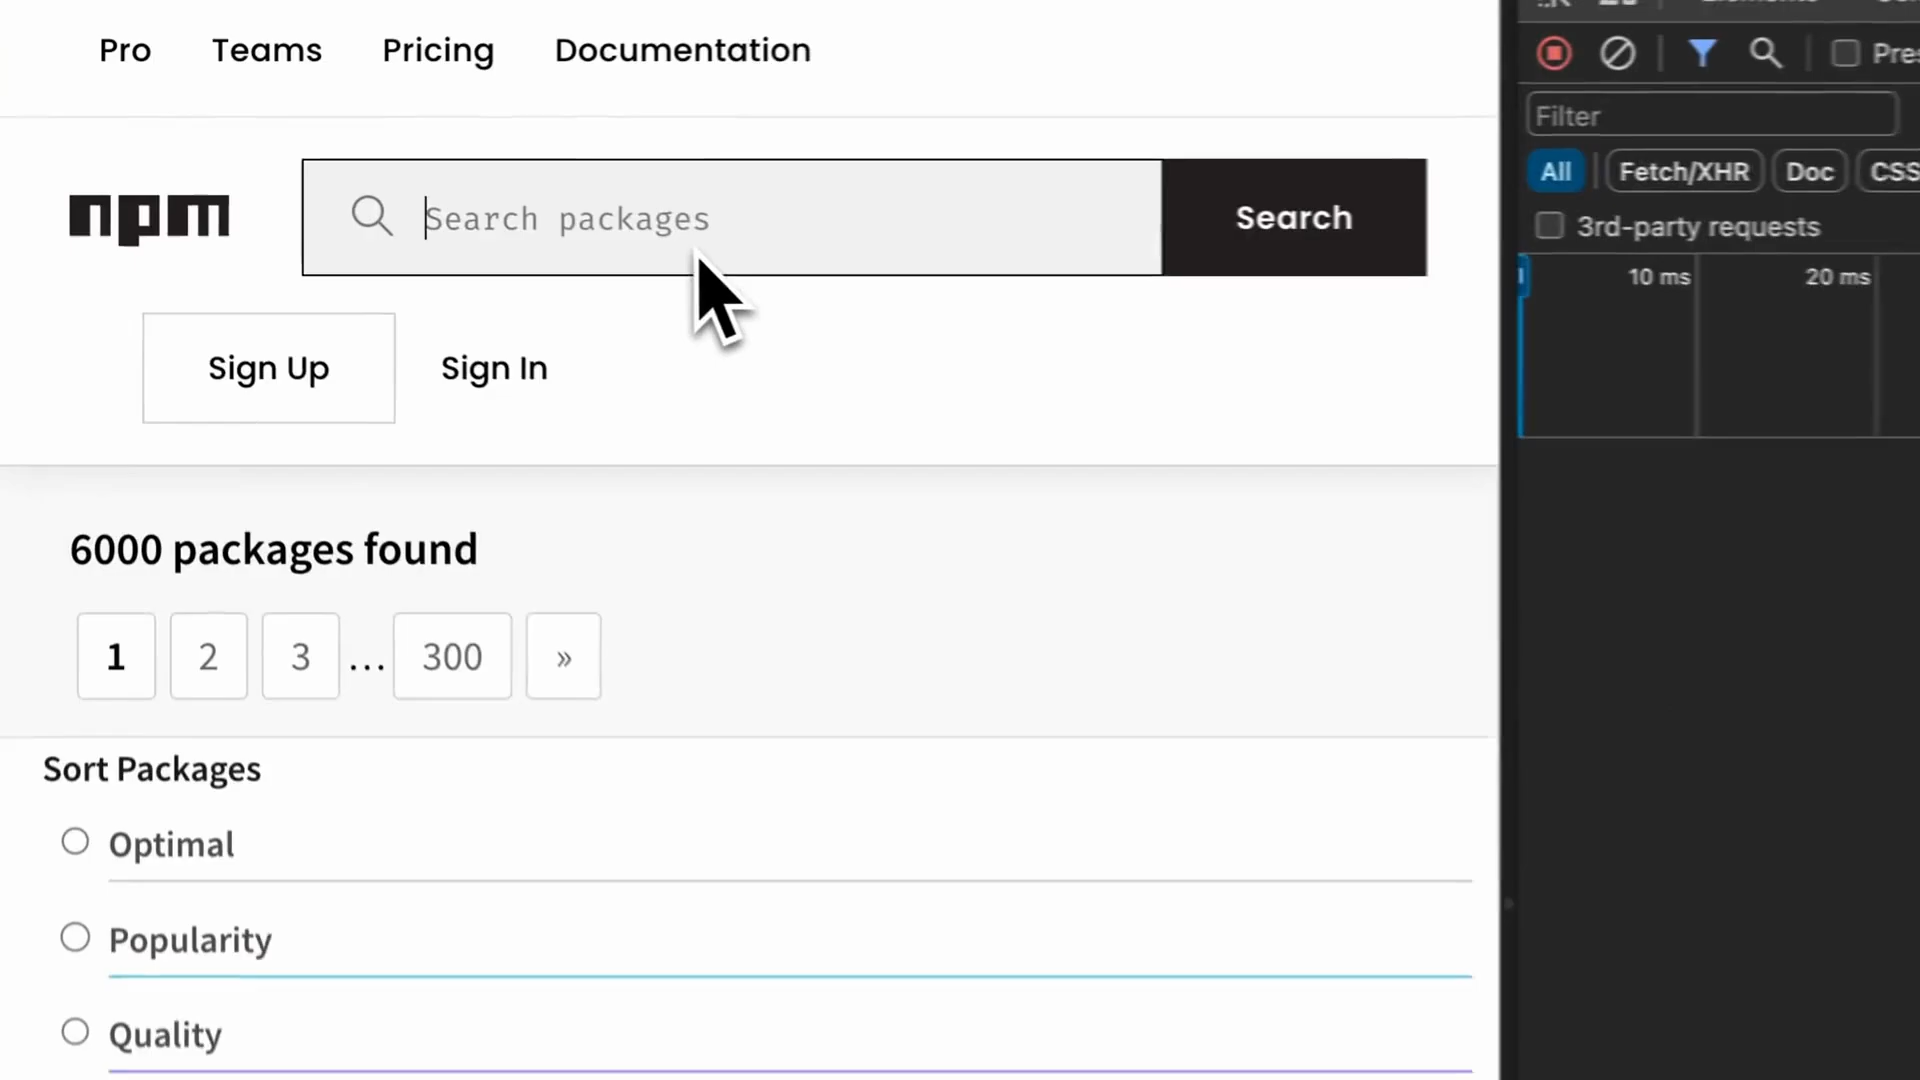 Pro Teams Pricing Documentation
npm
Search packages
Search
Sign Up Sign In
6000 packages found
1 2 3 ... 300 »
Sort Packages
Optimal
Popularity
Quality
Filter
All Fetch/XHR Doc CSS
3rd-party requests
10 ms 20 ms